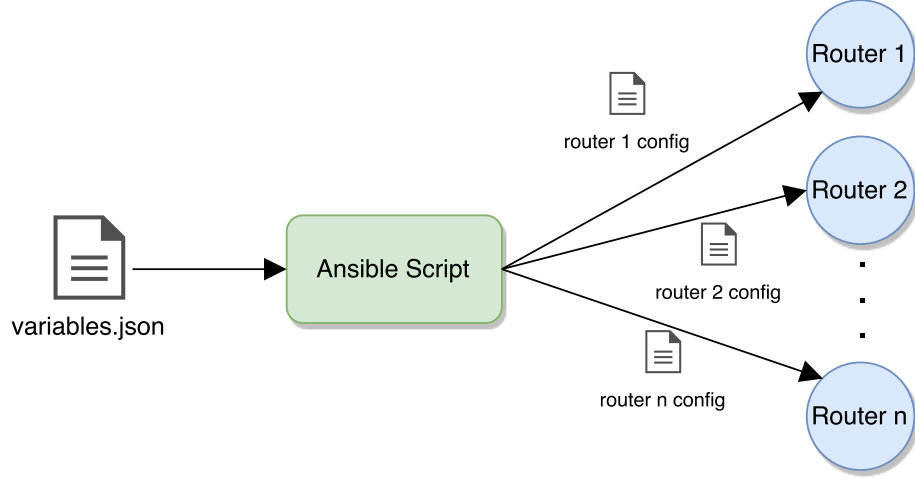 Router 1
router 1 config
Router 2
Ansible Script
router 2 config
variables.json
router n config
Router n